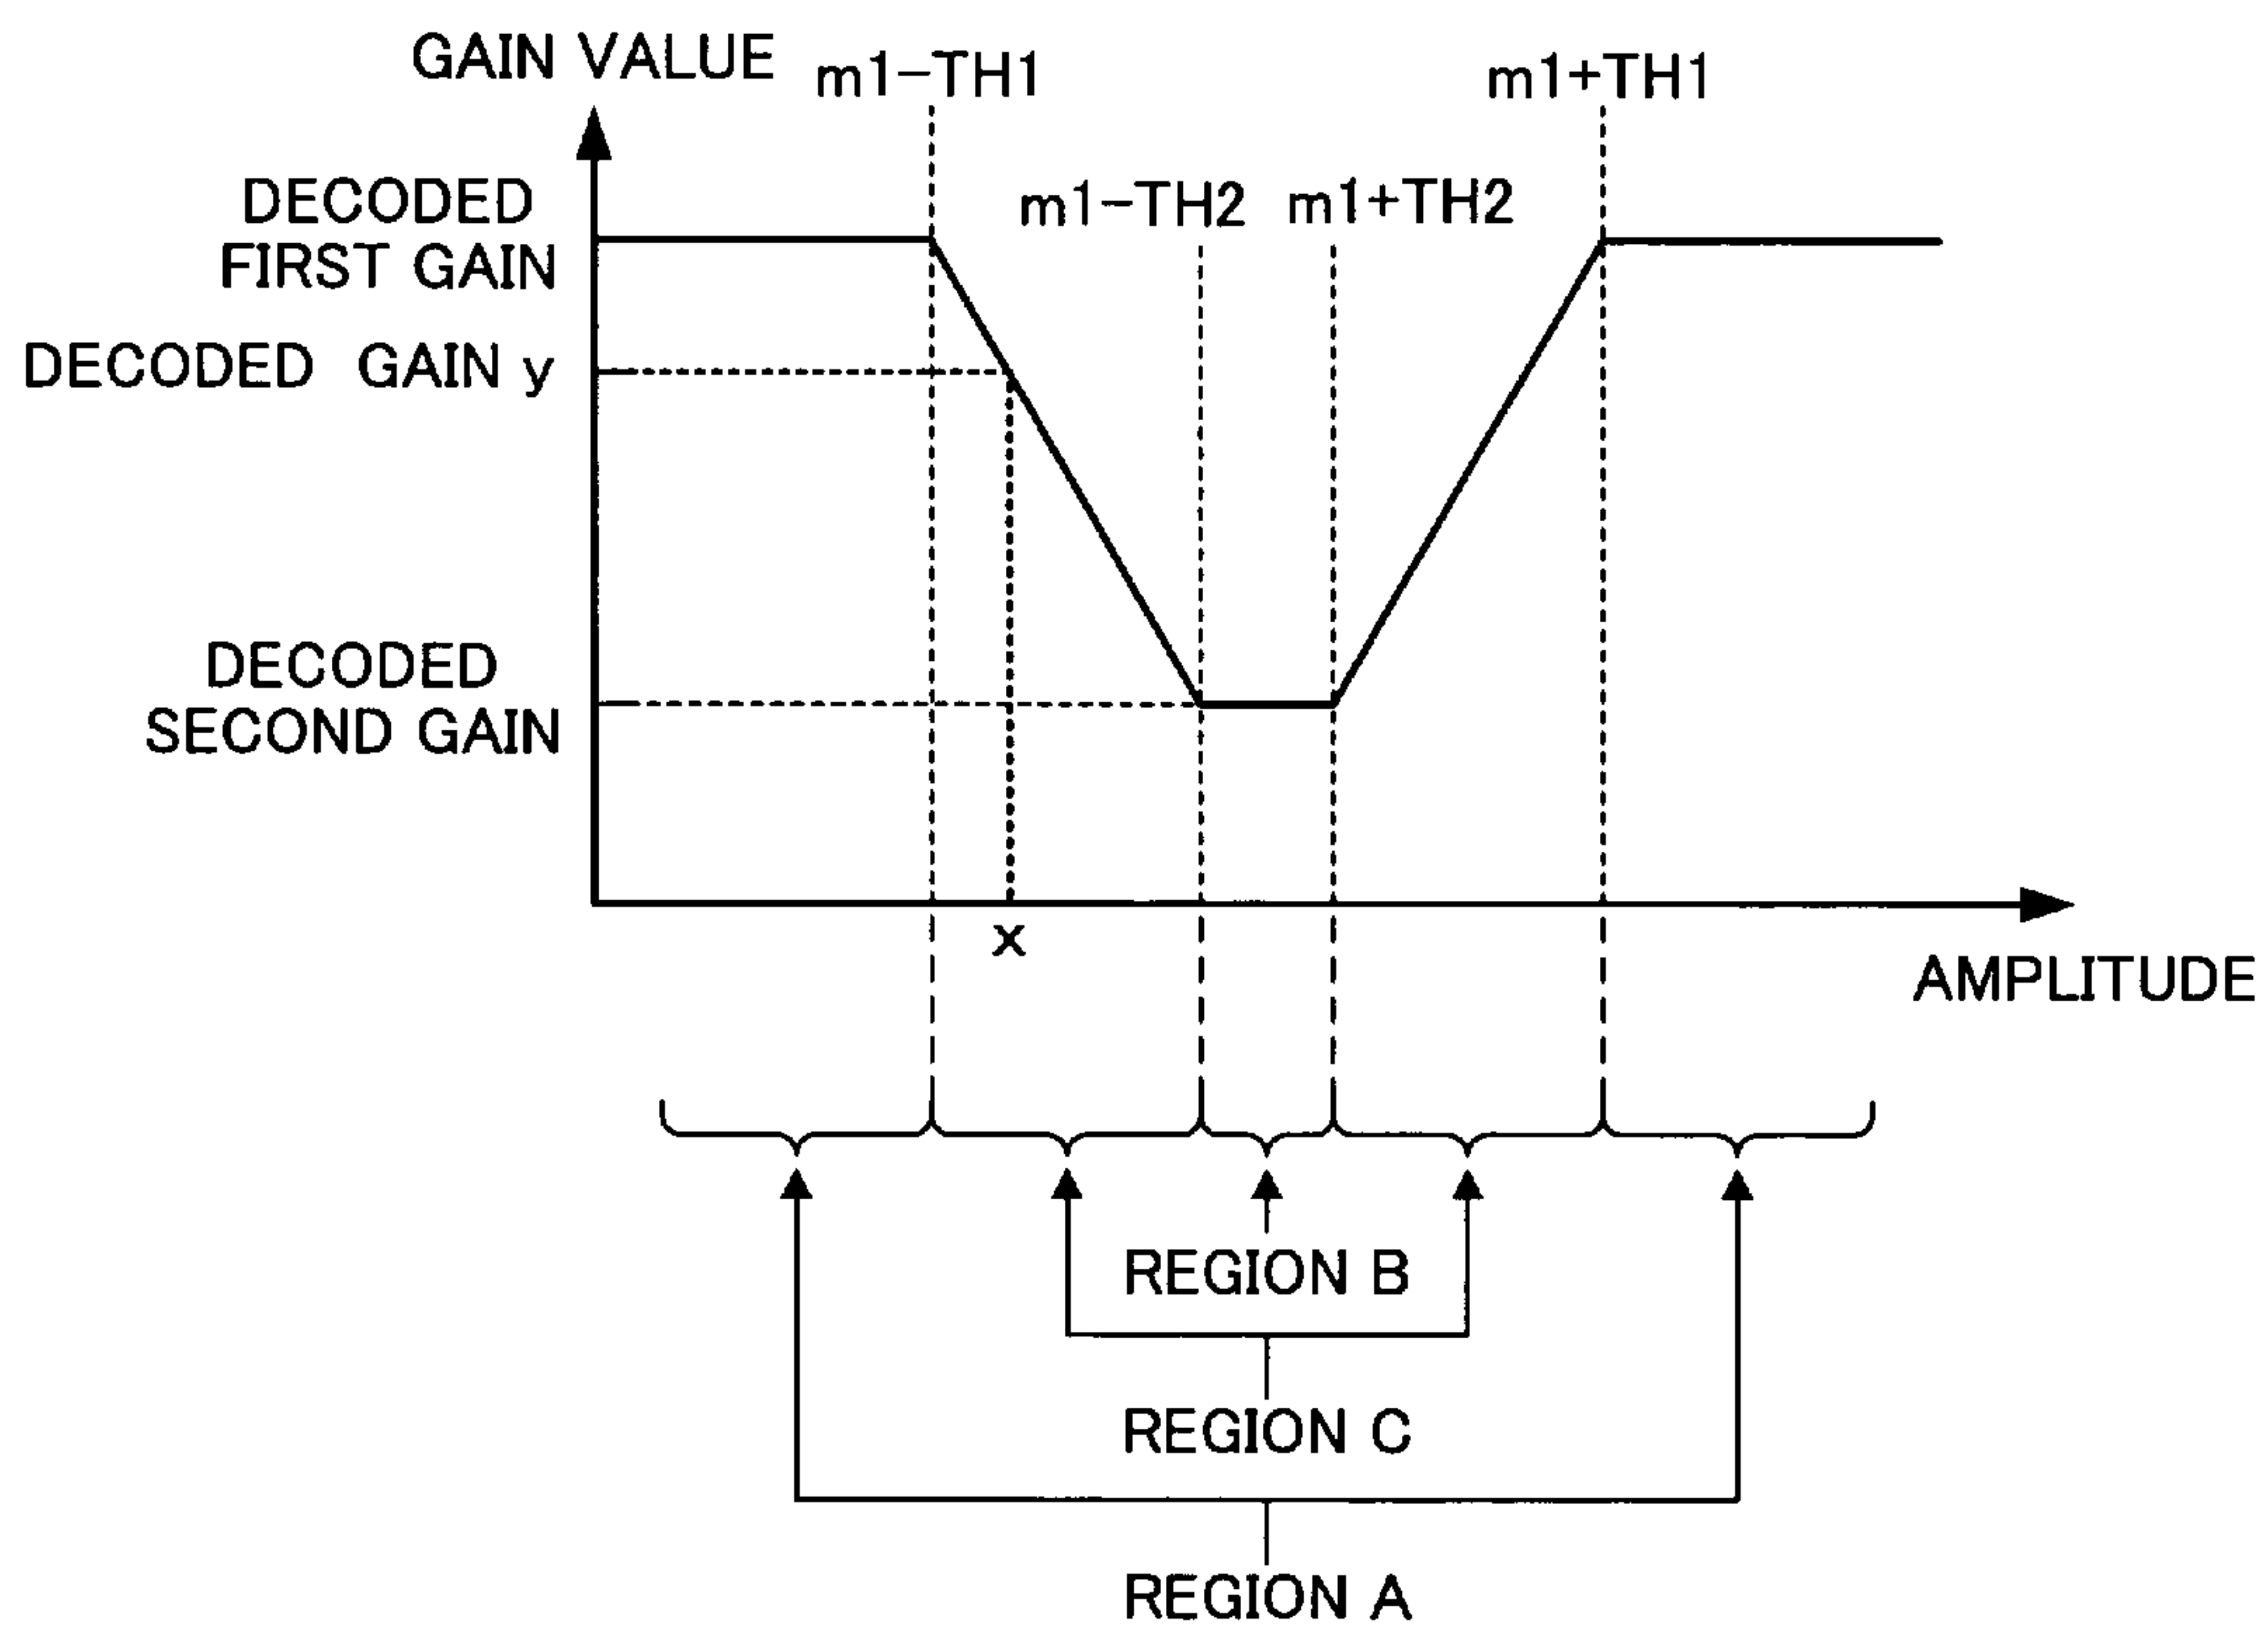 GAIN VALUE
m1-TH1
m1+TH1
DECODED
FIRST GAIN
m1-TH2
m1+TH2
DECODED GAIN y
DECODED
SECOND GAIN
x
AMPLITUDE
REGION B
REGION C
REGION A